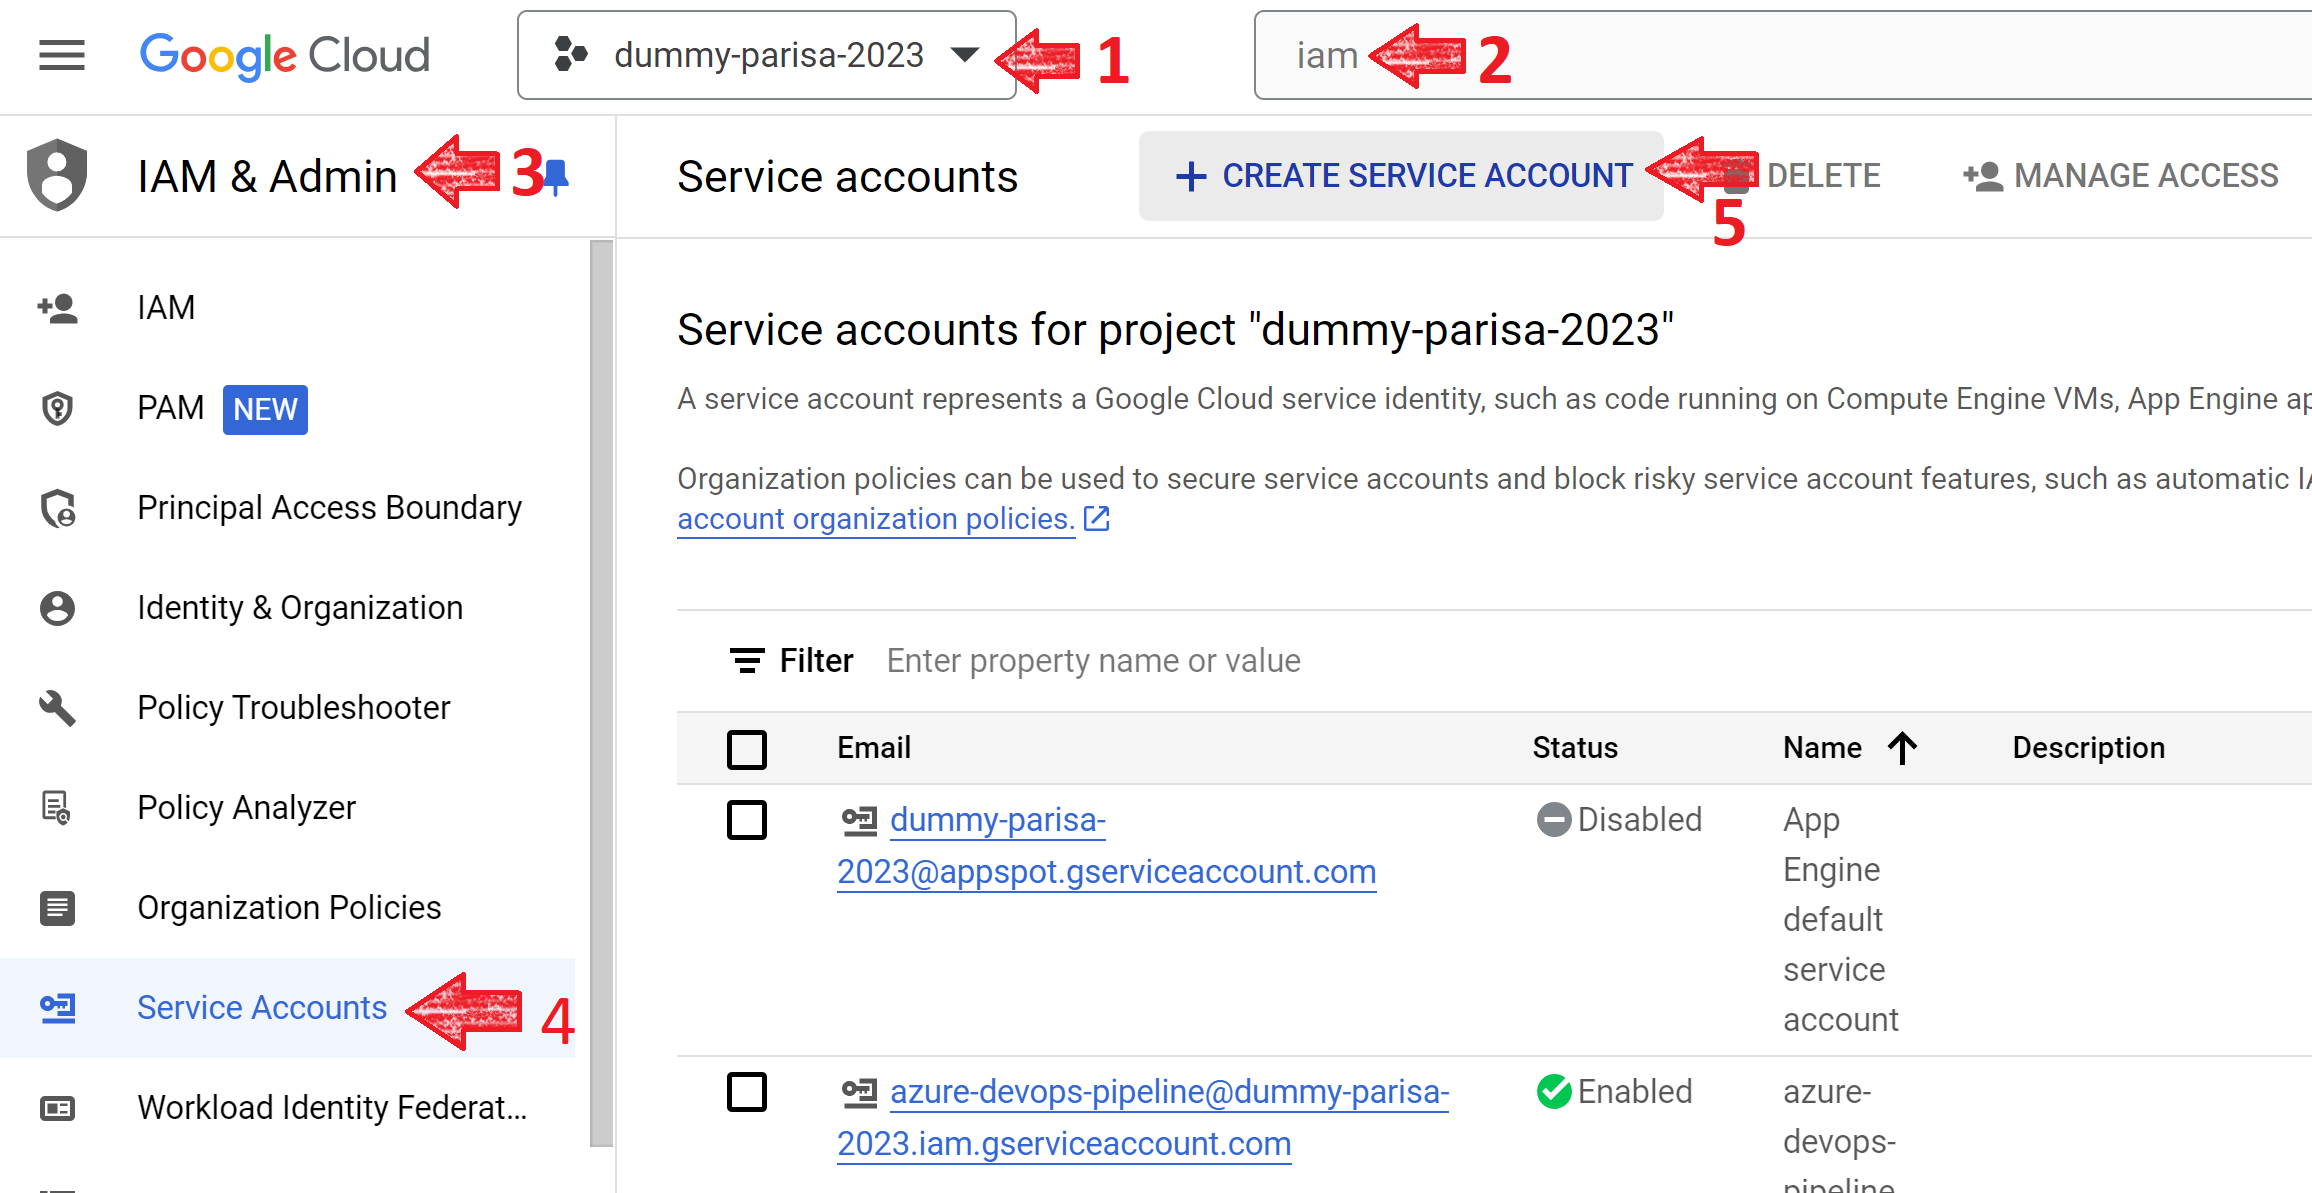 Google Cloud
dummy-parisa-2023
1
iam
2
IAM & Admin
3
Service accounts
+ CREATE SERVICE ACCOUNT
5
DELETE
MANAGE ACCESS
IAM
PAM NEW
Principal Access Boundary
Identity & Organization
Policy Troubleshooter
Policy Analyzer
Organization Policies
Service Accounts
4
Workload Identity Federat...
Service accounts for project "dummy-parisa-2023"
A service account represents a Google Cloud service identity, such as code running on Compute Engine VMs, App Engine ap
Organization policies can be used to secure service accounts and block risky service account features, such as automatic IA
account organization policies.
Filter Enter property name or value
Email Status Name Description
dummy-parisa-
2023@appspot.gserviceaccount.com
Disabled
App
Engine
default
service
account
azure-devops-pipeline@dummy-parisa-
2023.iam.gserviceaccount.com
Enabled
azure-
devops-
pipeline